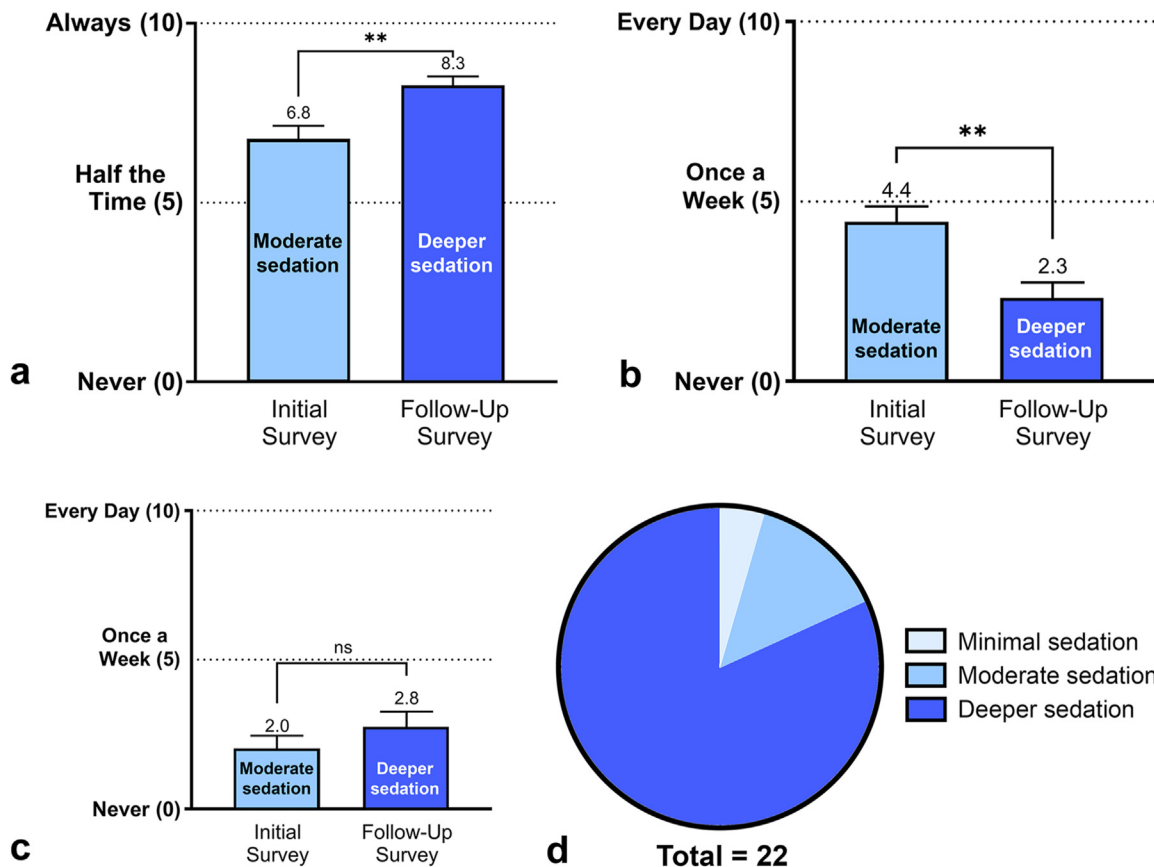 Always (10)
**
8.3
6.8
Half the
Time (5)
Moderate
sedation
Deeper
sedation
Never (0)
a
Initial
Survey
Follow-Up
Survey
Every Day (10)
**
Once a
Week (5)
4.4
2.3
Moderate
sedation
Deeper
sedation
Never (0)
b
Initial
Survey
Follow-Up
Survey
Every Day (10)
Once a
Week (5)
ns
2.8
2.0
Moderate
sedation
Deeper
sedation
Never (0)
c
Initial
Survey
Follow-Up
Survey
Minimal sedation
Moderate sedation
Deeper sedation
d
Total = 22